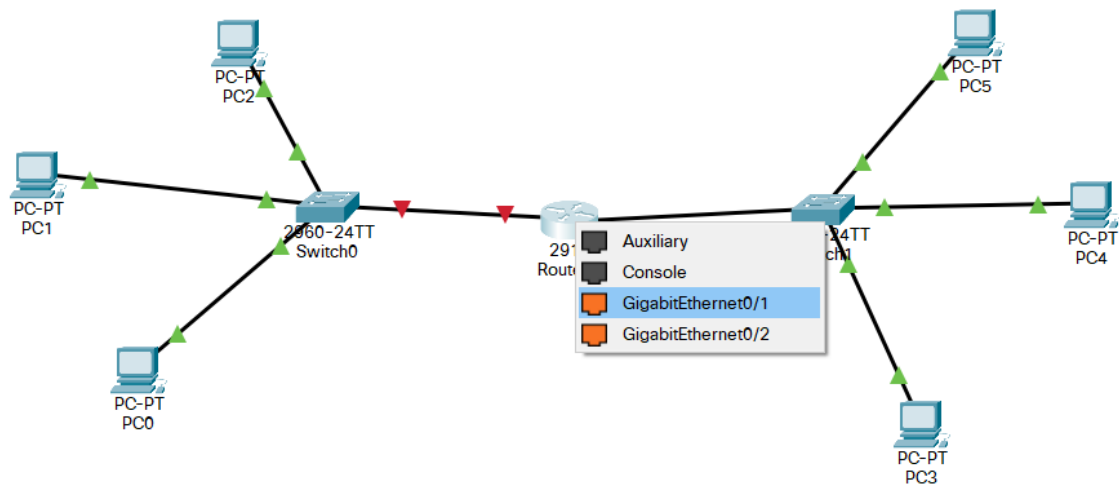 PC-PT
PC2
PC-PT
PC5
PC-PT
PC1
2960-24TT
Switch0
PC-PT
PC4
Auxiliary
Console
GigabitEthernet0/1
GigabitEthernet0/2
PC-PT
PC0
PC-PT
PC3